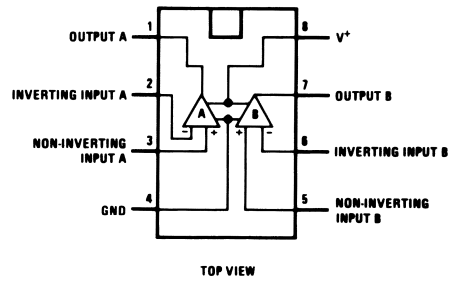 1
OUTPUT A
8
V+
2
INVERTING INPUT A
7
OUTPUT B
A
B
- +
+ -
3
NON-INVERTING
INPUT A
6
INVERTING INPUT B
4
GND
5
NON-INVERTING
INPUT B
TOP VIEW